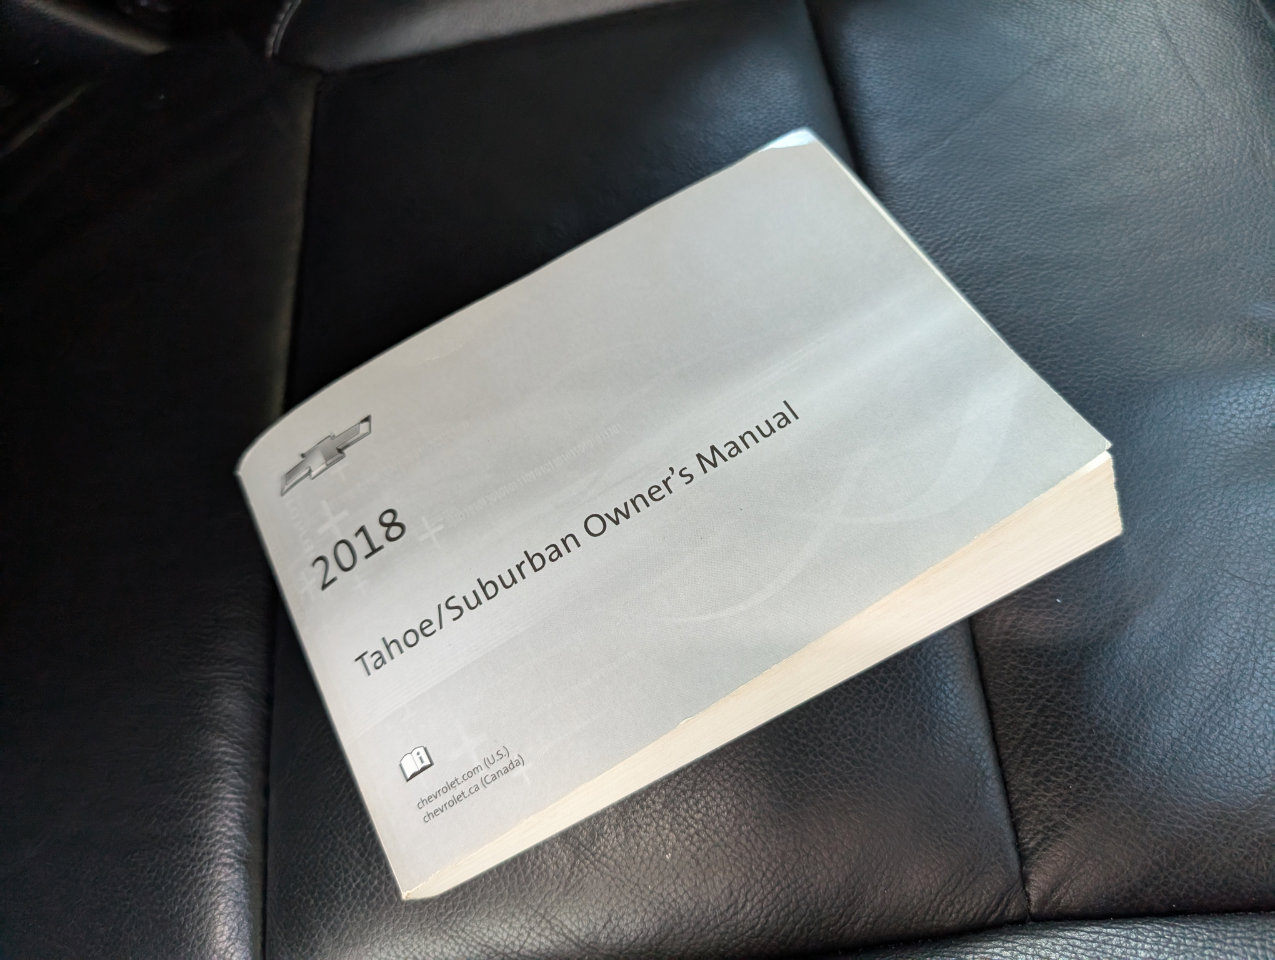 2018
Tahoe/Suburban Owner's Manual
chevrolet.com (U.S.)
chevrolet.ca (Canada)